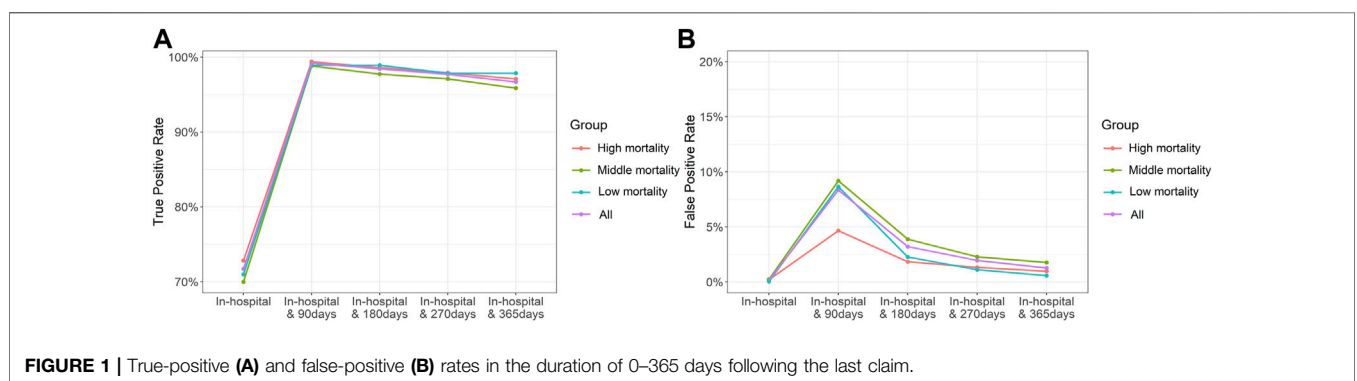 A
100%
90%
80%
70%
True Positive Rate
In-hospital
In-hospital
& 90days
In-hospital
& 180days
In-hospital
& 270days
In-hospital
& 365days
Group
High mortality
Middle mortality
Low mortality
All
B
20%
15%
10%
5%
0%
False Positive Rate
In-hospital
In-hospital
& 90days
In-hospital
& 180days
In-hospital
& 270days
In-hospital
& 365days
Group
High mortality
Middle mortality
Low mortality
All
FIGURE 1 | True-positive (A) and false-positive (B) rates in the duration of 0–365 days following the last claim.